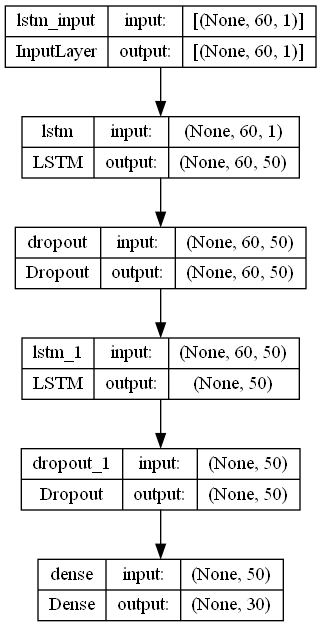 lstm_input input: [(None, 60, 1)]
InputLayer output: [(None, 60, 1)]
lstm input: (None, 60, 1)
LSTM output: (None, 60, 50)
dropout input: (None, 60, 50)
Dropout output: (None, 60, 50)
lstm_1 input: (None, 60, 50)
LSTM output: (None, 50)
dropout_1 input: (None, 50)
Dropout output: (None, 50)
dense input: (None, 50)
Dense output: (None, 30)